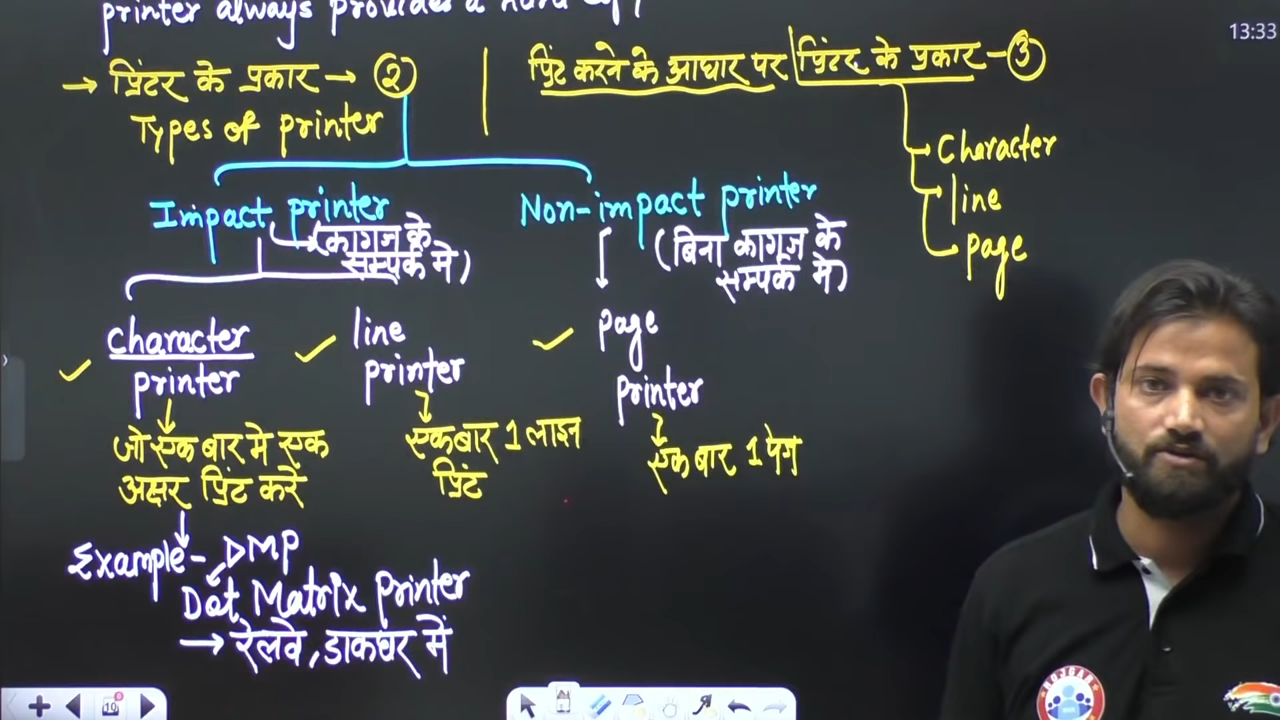 printer always provides a hard copy
13:33
→ प्रिंटर के प्रकार → ②
Types of printer
प्रिंट करने के आधार पर प्रिंटर के प्रकार - ③
Character
line
page
Impact printer
(कागज के
सम्पर्क मे)
Non-impact printer
(बिना कागज के
सम्पर्क मे)
Character
printer
line
printer
page
printer
जो एक बार मे एक
अक्षर प्रिंट करें
एक बार 1 लाइन
प्रिंट
एक बार 1 पेज
Example - DMP
Dot Matrix Printer
→ रेलवे, डाकघर में
10
6